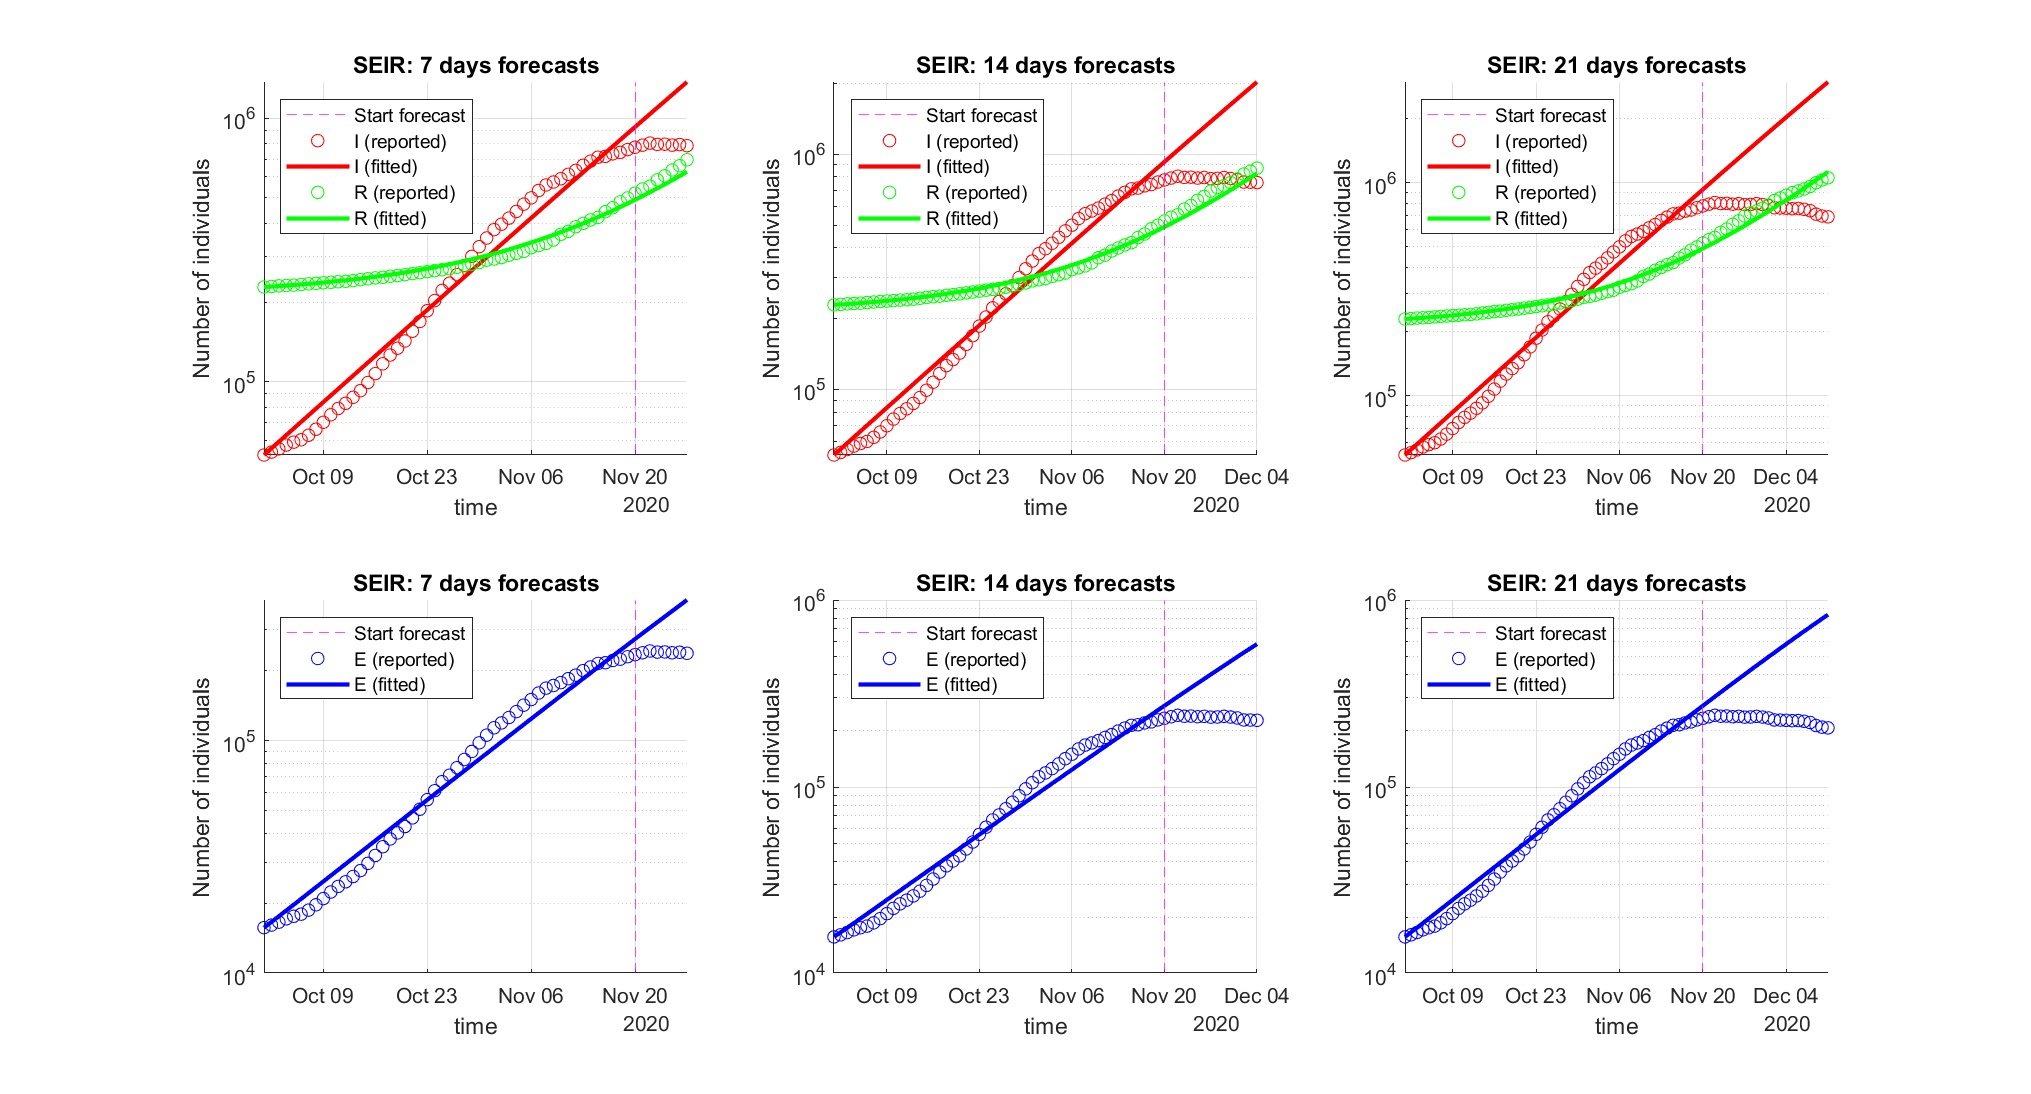 SEIR: 7 days forecasts
Number of individuals
10^6
10^5
Start forecast
I (reported)
I (fitted)
R (reported)
R (fitted)
Oct 09 Oct 23 Nov 06 Nov 20
time 2020
SEIR: 14 days forecasts
Number of individuals
10^6
10^5
Start forecast
I (reported)
I (fitted)
R (reported)
R (fitted)
Oct 09 Oct 23 Nov 06 Nov 20 Dec 04
time 2020
SEIR: 21 days forecasts
Number of individuals
10^6
10^5
Start forecast
I (reported)
I (fitted)
R (reported)
R (fitted)
Oct 09 Oct 23 Nov 06 Nov 20 Dec 04
time 2020
SEIR: 7 days forecasts
Number of individuals
10^5
10^4
Start forecast
E (reported)
E (fitted)
Oct 09 Oct 23 Nov 06 Nov 20
time 2020
SEIR: 14 days forecasts
Number of individuals
10^6
10^5
10^4
Start forecast
E (reported)
E (fitted)
Oct 09 Oct 23 Nov 06 Nov 20 Dec 04
time 2020
SEIR: 21 days forecasts
Number of individuals
10^6
10^5
10^4
Start forecast
E (reported)
E (fitted)
Oct 09 Oct 23 Nov 06 Nov 20 Dec 04
time 2020